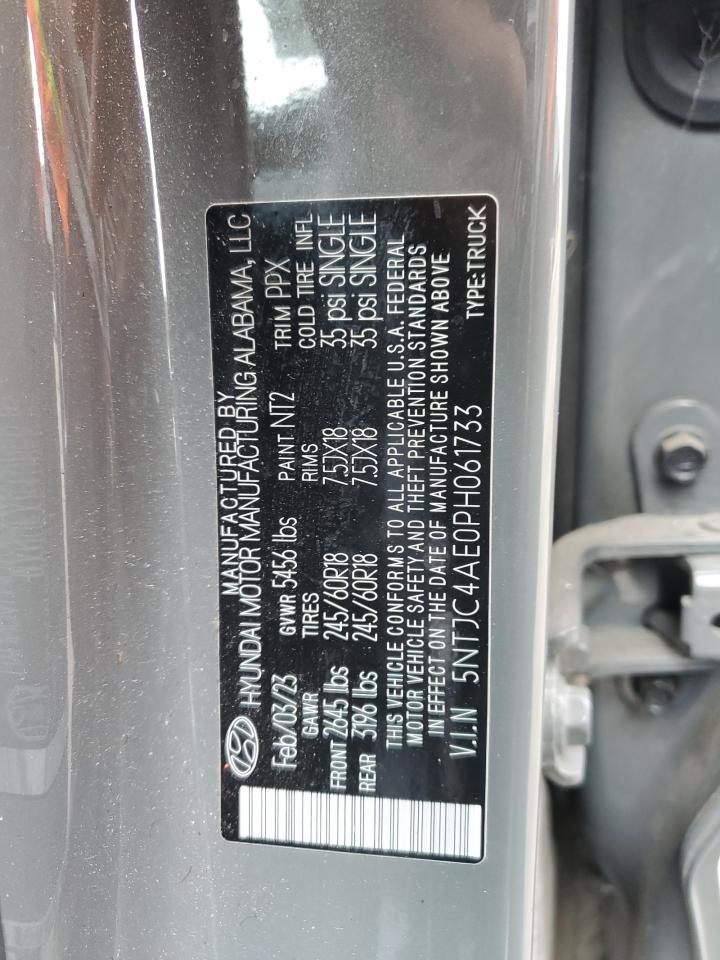 MANUFACTURED BY
HYUNDAI MOTOR MANUFACTURING ALABAMA, LLC
Feb/03/23 GVWR 5456 lbs PAINT NT2 TRIM PPX
GAWR TIRES RIMS COLD TIRE INFL
FRONT 2645 lbs 245/60R18 7.5JX18 35 psi SINGLE
REAR 3196 lbs 245/60R18 7.5JX18 35 psi SINGLE
THIS VEHICLE CONFORMS TO ALL APPLICABLE U.S.A. FEDERAL
MOTOR VEHICLE SAFETY AND THEFT PREVENTION STANDARDS
IN EFFECT ON THE DATE OF MANUFACTURE SHOWN ABOVE
V.I.N 5NTJC4AE0PH061733 TYPE:TRUCK